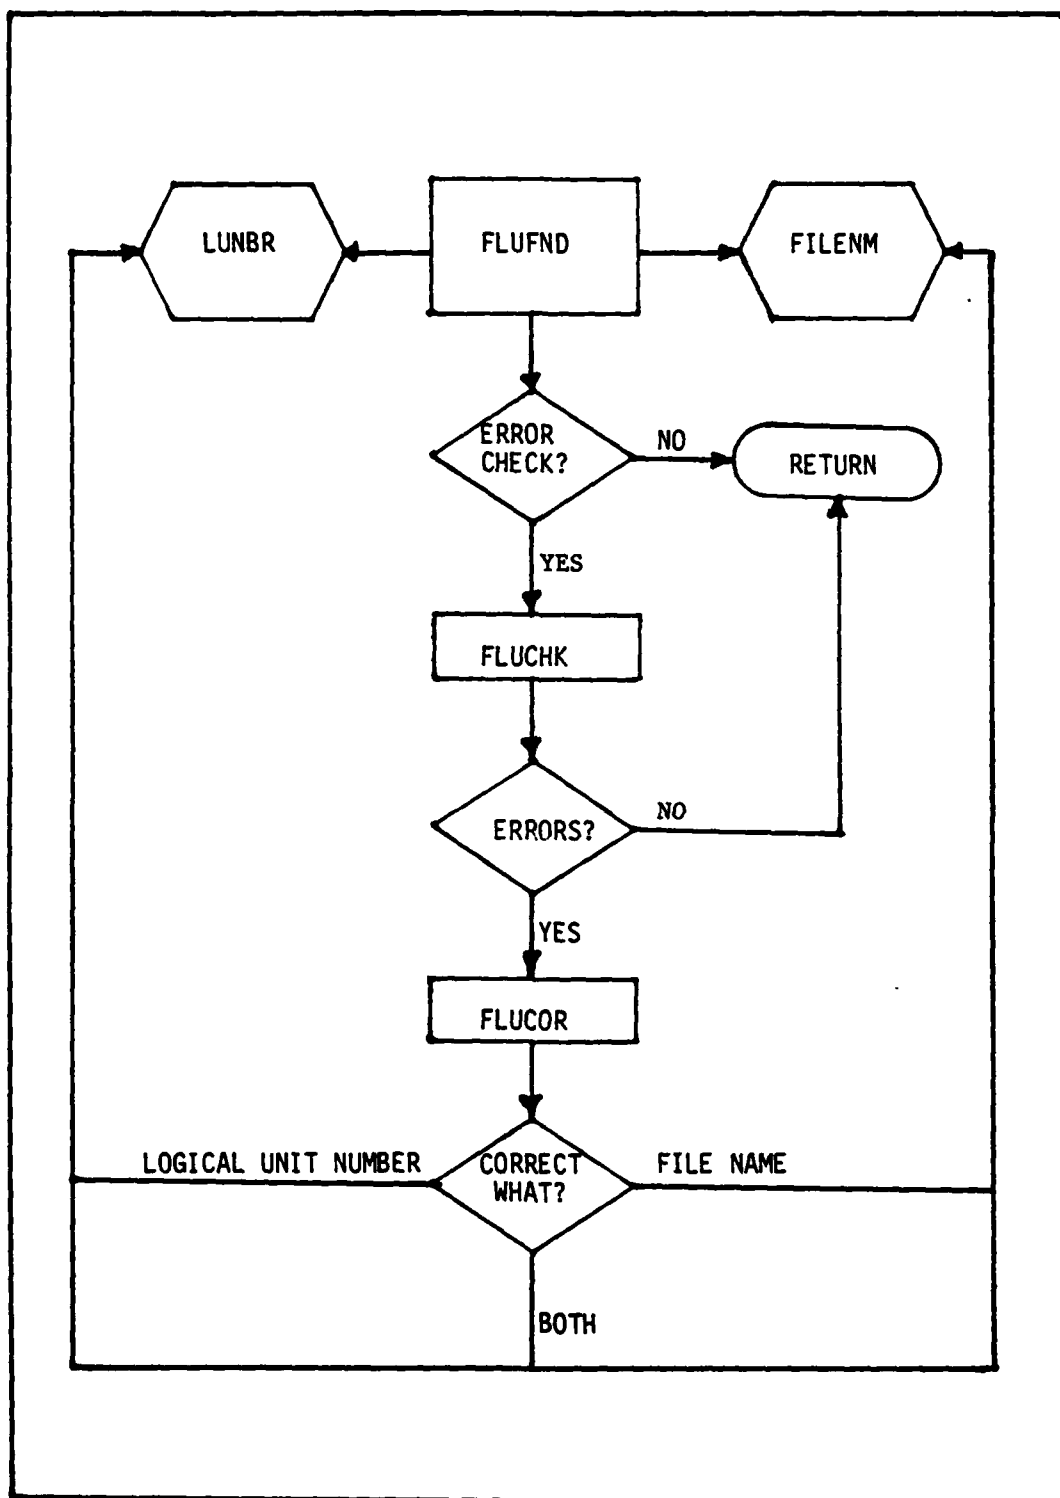 LUNBR
FLUFND
FILENM
ERROR
CHECK?
NO
RETURN
YES
FLUCHK
ERRORS?
NO
YES
FLUCOR
LOGICAL UNIT NUMBER
CORRECT
WHAT?
FILE NAME
BOTH